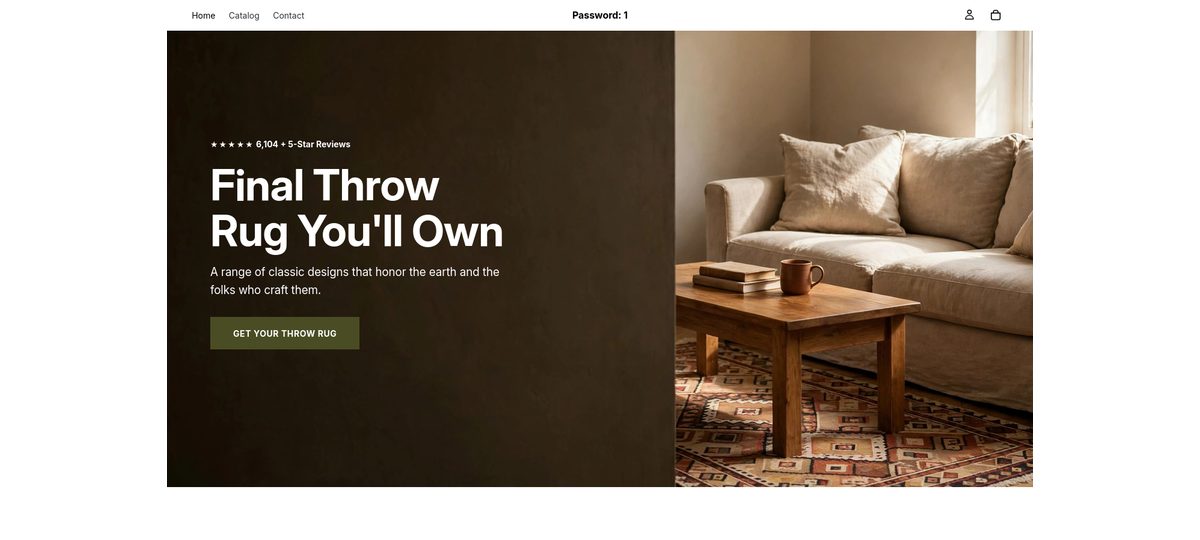 Home Catalog Contact
Password: 1
★★★★★ 6,104 + 5-Star Reviews
Final Throw
Rug You'll Own
A range of classic designs that honor the earth and the
folks who craft them.
GET YOUR THROW RUG